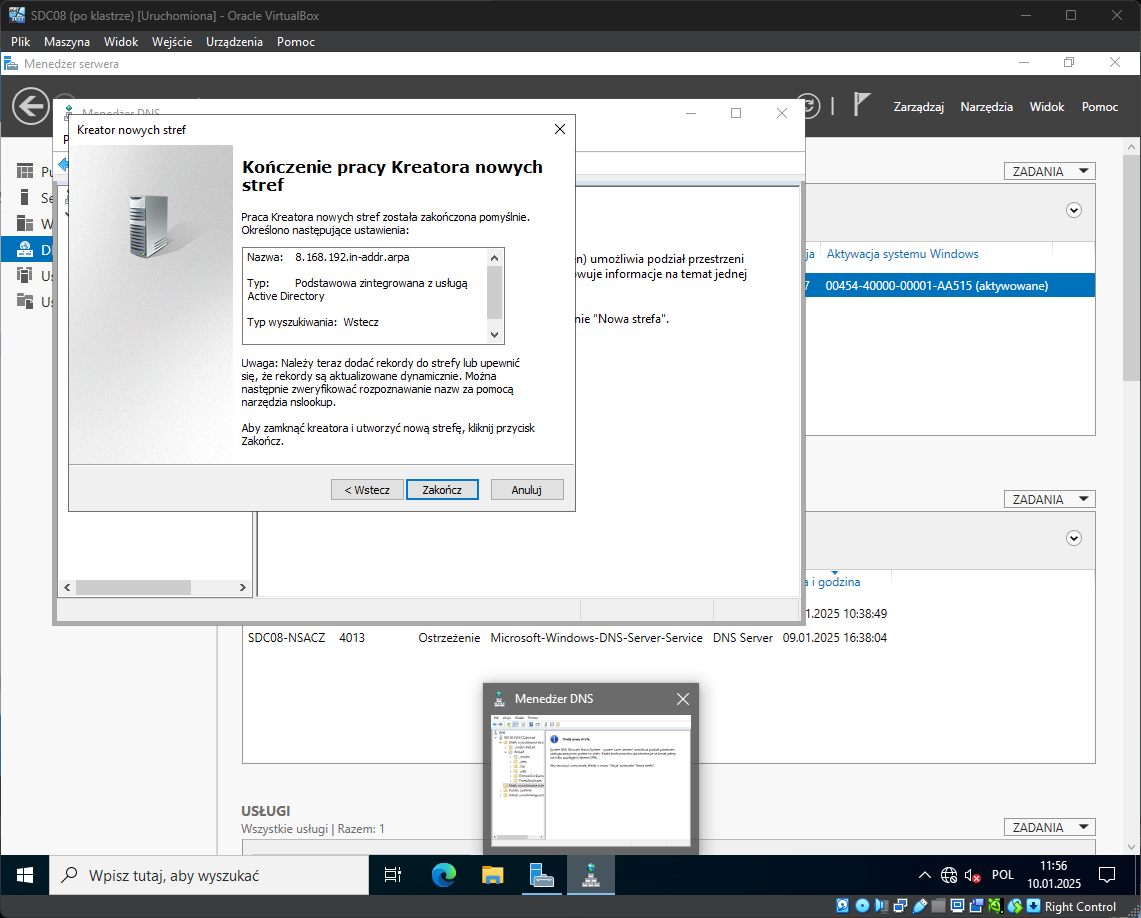 SDC08 (po klastrze) [Uruchomiona] - Oracle VirtualBox
Plik Maszyna Widok Wejście Urządzenia Pomoc
Menedżer serwera
Zarządzaj Narzędzia Widok Pomoc
Menedżer DNS
Kreator nowych stref
Kończenie pracy Kreatora nowych
stref
Praca Kreatora nowych stref została zakończona pomyślnie.
Określono następujące ustawienia:
Nazwa: 8.168.192.in-addr.arpa
Typ: Podstawowa zintegrowana z usługą
Active Directory
Typ wyszukiwania: Wstecz
Uwaga: Należy teraz dodać rekordy do strefy lub upewnić
się, że rekordy są aktualizowane dynamicznie. Można
następnie zweryfikować rozpoznawanie nazw za pomocą
narzędzia nslookup.
Aby zamknąć kreatora i utworzyć nową strefę, kliknij przycisk
Zakończ.
< Wstecz Zakończ Anuluj
umożliwia podział przestrzeni
informacje na temat jednej
"Nowa strefa".
ZADANIA
Aktywacja systemu Windows
00454-40000-00001-AA515 (aktywowane)
ZADANIA
i godzina
10:38:49
SDC08-NSACZ 4013 Ostrzeżenie Microsoft-Windows-DNS-Server-Service DNS Server 09.01.2025 16:38:04
Menedżer DNS
USŁUGI
Wszystkie usługi | Razem: 1
ZADANIA
Wpisz tutaj, aby wyszukać
POL
11:56
10.01.2025
Right Control